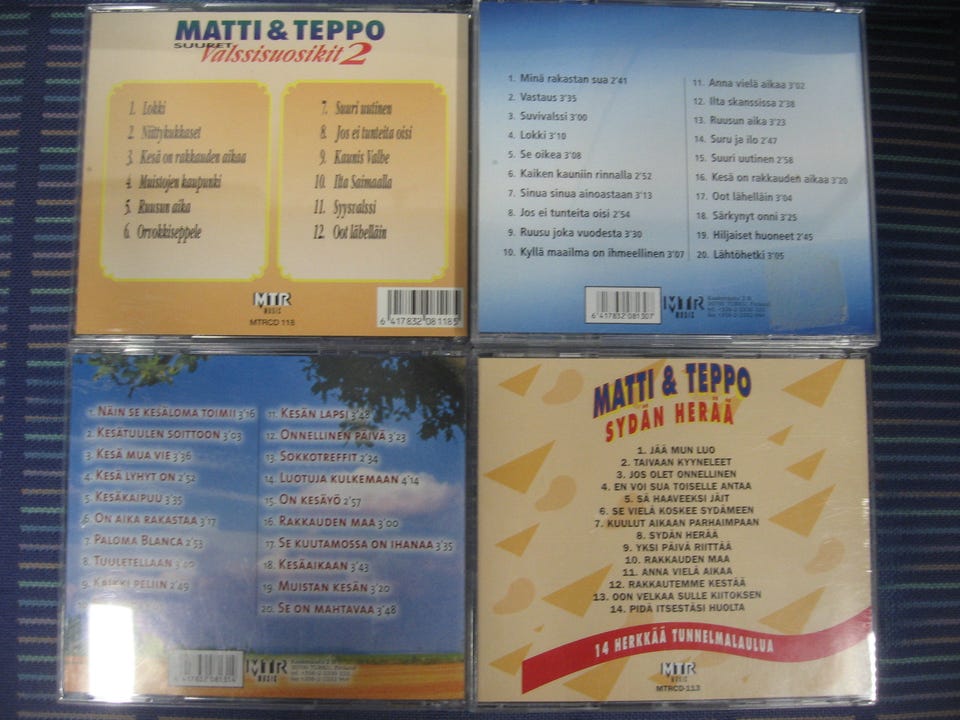 MATTI & TEPPO
SUURET
Valssisuosikit 2
1. Lokki
2. Niittykukkaset
3. Kesä on rakkauden aikaa
4. Muistojen kaupunki
5. Ruusun aika
6. Orvokkiseppele
7. Suuri uutinen
8. Jos ei tunteita oisi
9. Kaunis Valhe
10. Ilta Saimaalla
11. Syysvalssi
12. Oot lähelläin
MTR
MUSIC
MTRCD 118
6 417832 081185
1. Minä rakastan sua 2'41
2. Vastaus 3'35
3. Suvivalssi 3'00
4. Lokki 3'10
5. Se oikea 3'08
6. Kaiken kauniin rinnalla 2'52
7. Sinua sinua ainoastaan 3'13
8. Jos ei tunteita oisi 2'54
9. Ruusu joka vuodesta 3'30
10. Kyllä maailma on ihmeellinen 3'07
11. Anna vielä aikaa 3'02
12. Ilta skanssissa 2'38
13. Ruusun aika 3'23
14. Suru ja ilo 2'47
15. Suuri uutinen 2'58
16. Kesä on rakkauden aikaa 3'20
17. Oot lähelläin 3'04
18. Särkynyt onni 3'25
19. Hiljaiset huoneet 2'45
20. Lähtöhetki 3'05
6 417832 081307
MTR
MUSIC
1. NÄIN SE KESÄLOMA TOIMII 3'16
2. KESÄTUULEN SOITTOON 3'03
3. KESÄ MUA VIE 3'36
4. KESÄ LYHYT ON 2'52
5. KESÄKAIPUU 3'35
6. ON AIKA RAKASTAA 3'17
7. PALOMA BLANCA 2'53
8. TUULETELLAAN
9. KAIKKI PELIIN 2'49
11. KESÄN LAPSI 3'48
12. ONNELLINEN PÄIVÄ 3'23
13. SOKKOTREFFIT 2'34
14. LUOTUJA KULKEMAAN 4'14
15. ON KESÄYÖ 2'57
16. RAKKAUDEN MAA 3'00
17. SE KUUTAMOSSA ON IHANAA 3'35
18. KESÄAIKAAN 3'43
19. MUISTAN KESÄN 3'20
20. SE ON MAHTAVAA 3'48
MTR
MUSIC
MATTI & TEPPO
SYDÄN HERÄÄ
1. JÄÄ MUN LUO
2. TAIVAAN KYYNELEET
3. JOS OLET ONNELLINEN
4. EN VOI SUA TOISELLE ANTAA
5. SÄ HAAVEEKSI JÄIT
6. SE VIELÄ KOSKEE SYDÄMEEN
7. KUULUT AIKAAN PARHAIMPAAN
8. SYDÄN HERÄÄ
9. YKSI PÄIVÄ RIITTÄÄ
10. RAKKAUDEN MAA
11. ANNA VIELÄ AIKAA
12. RAKKAUTEMME KESTÄÄ
13. OON VELKAA SULLE KIITOKSEN
14. PIDÄ ITSESTÄSI HUOLTA
14 HERKKÄÄ TUNNELMALAULUA
MTR
MUSIC
MTRCD-113